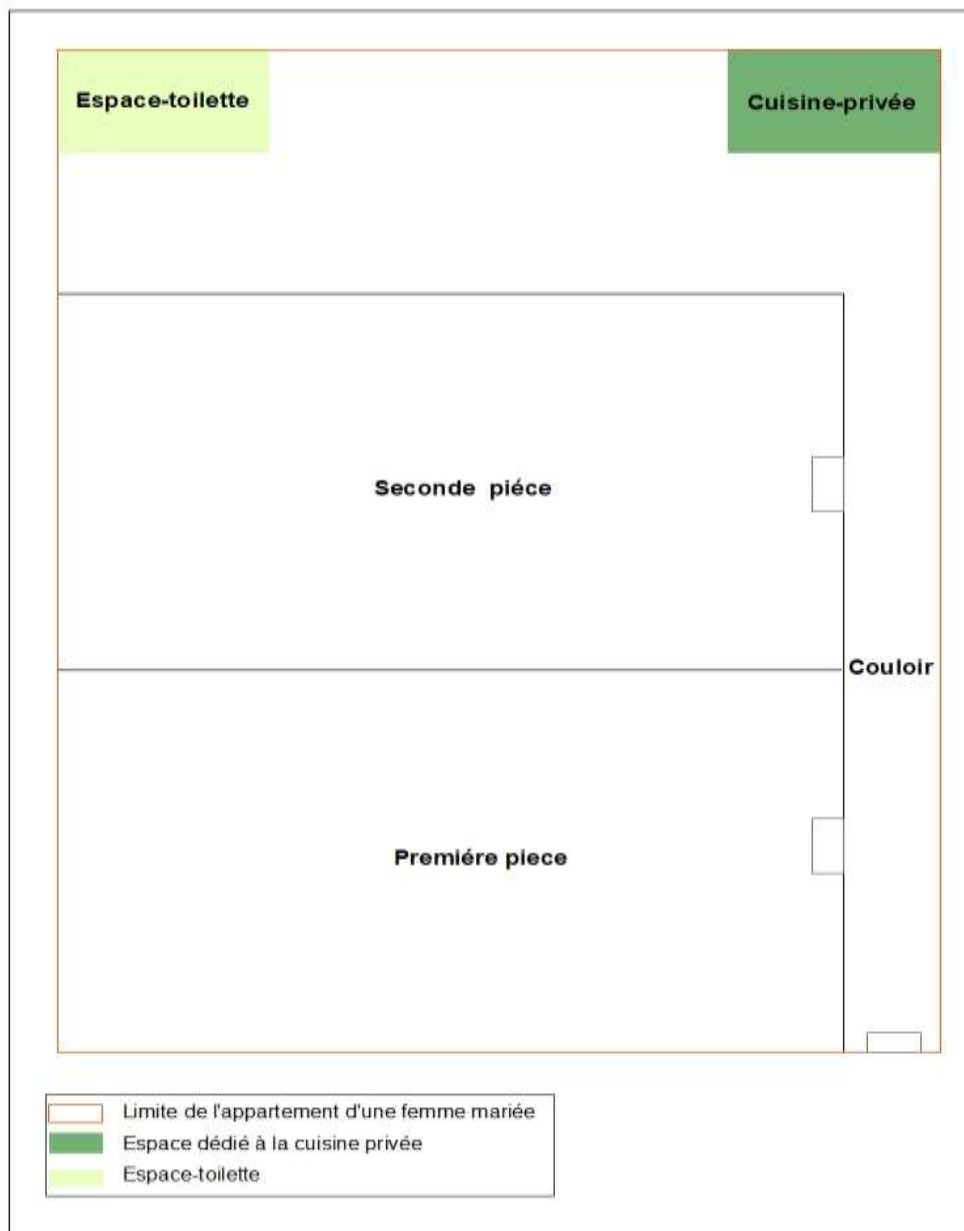 Espace-toilette
Cuisine-privée
Seconde piéce
Couloir
Premiére piece
Limite de l'appartement d'une femme mariée
Espace dédié à la cuisine privée
Espace-toilette